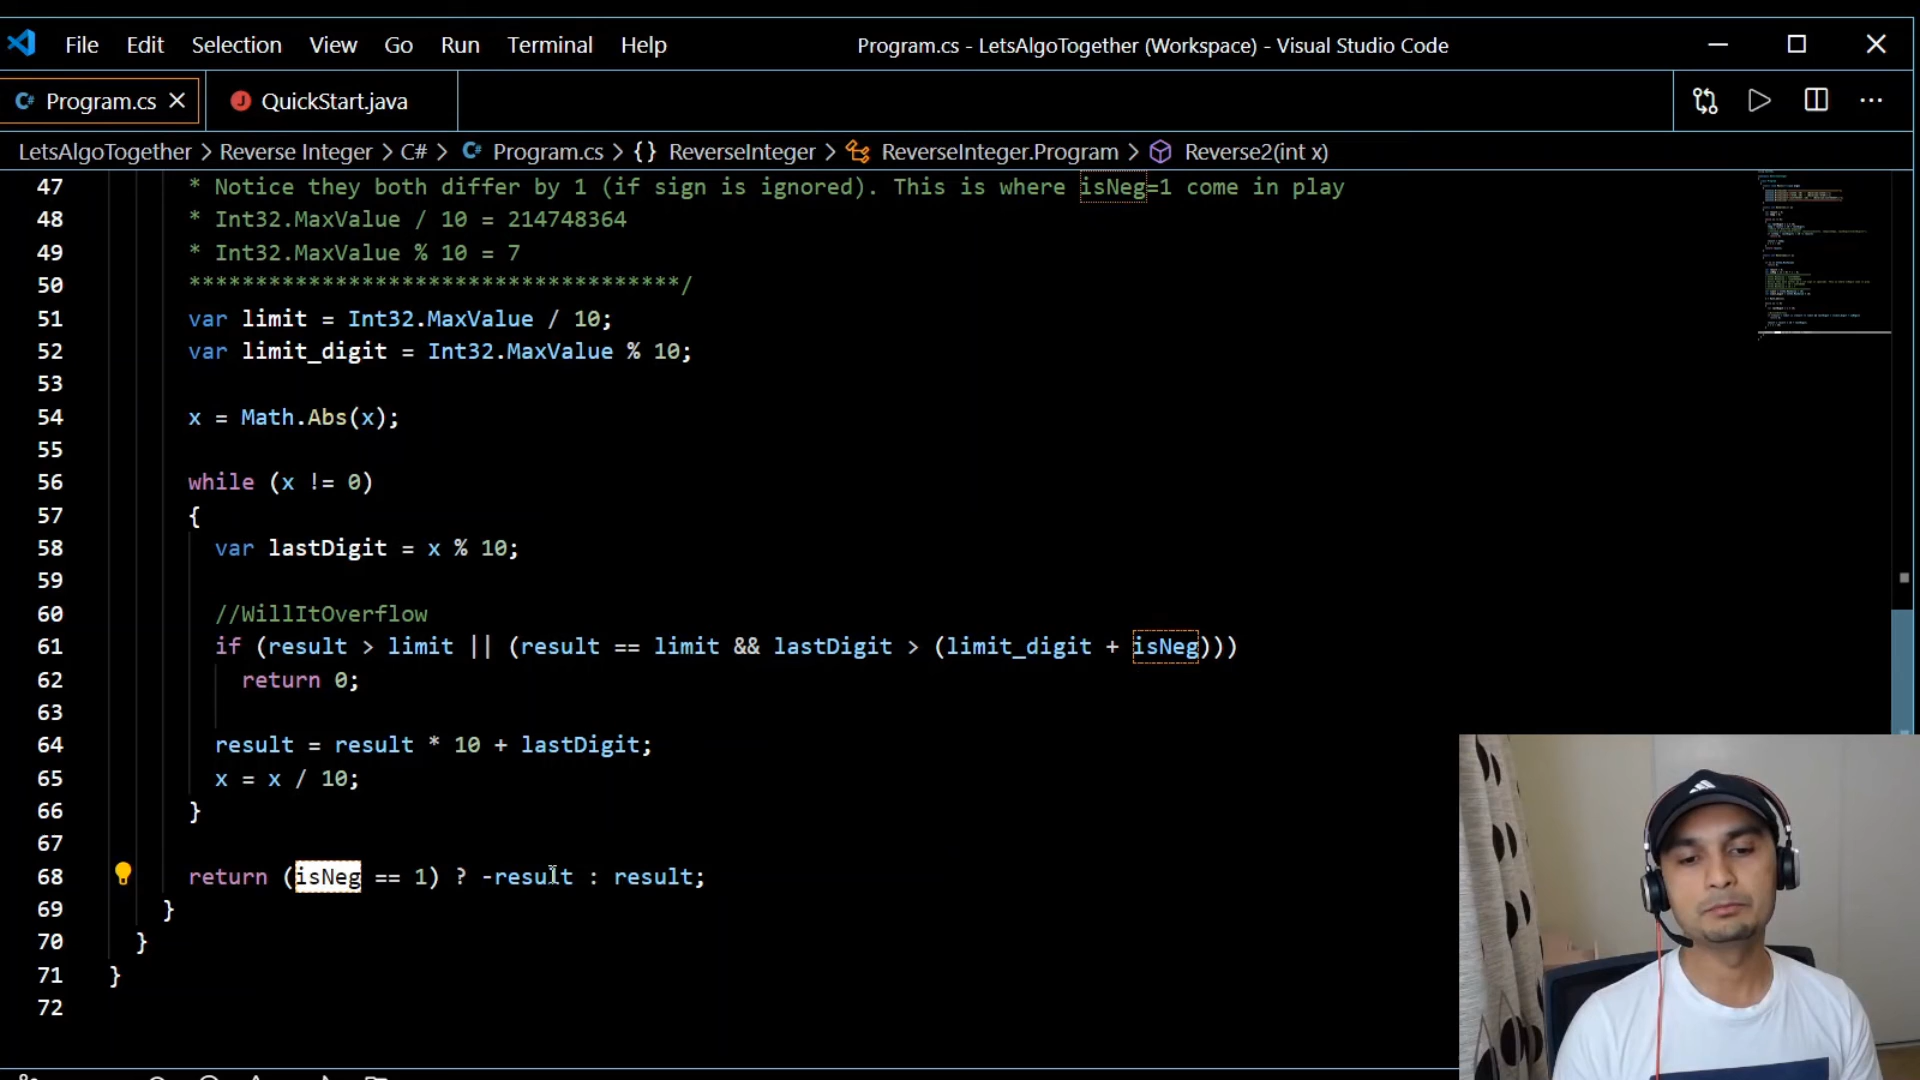 File Edit Selection View Go Run Terminal Help Program.cs - LetsAlgoTogether (Workspace) - Visual Studio Code
Program.cs QuickStart.java
LetsAlgoTogether > Reverse Integer > C# > Program.cs > {} ReverseInteger > ReverseInteger.Program > Reverse2(int x)
47 * Notice they both differ by 1 (if sign is ignored). This is where isNeg=1 come in play
48 * Int32.MaxValue / 10 = 214748364
49 * Int32.MaxValue % 10 = 7
50 *************************************/
51 var limit = Int32.MaxValue / 10;
52 var limit_digit = Int32.MaxValue % 10;
53
54 x = Math.Abs(x);
55
56 while (x != 0)
57 {
58 var lastDigit = x % 10;
59
60 //WillItOverflow
61 if (result > limit || (result == limit && lastDigit > (limit_digit + isNeg)))
62 return 0;
63
64 result = result * 10 + lastDigit;
65 x = x / 10;
66 }
67
68 return (isNeg == 1) ? -result : result;
69 }
70 }
71 }
72